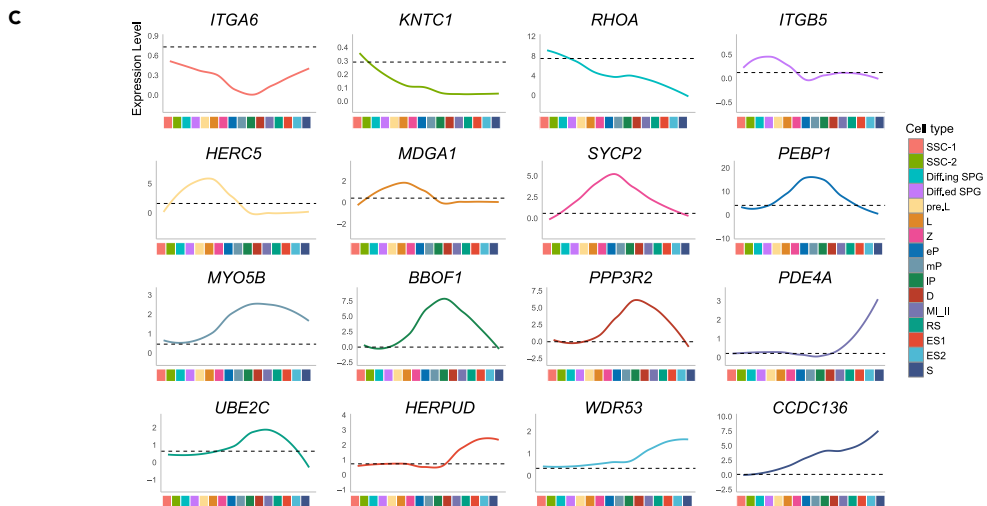 c
ITGA6 KNTC1 RHOA ITGB5
Expression Level
0.9 0.6 0.3 0.0
0.4 0.3 0.2 0.1 0.0
12 8 4 0
0.5 0.0 −0.5
HERC5 MDGA1 SYCP2 PEBP1
5 0
2 0 −2
5.0 2.5 0.0
20 10 0 −10
MYO5B BBOF1 PPP3R2 PDE4A
3 2 1 0
7.5 5.0 2.5 0.0 −2.5
7.5 5.0 2.5 0.0 −2.5
3 2 1 0
UBE2C HERPUD WDR53 CCDC136
2 1 0 −1
4 3 2 1 0 −1
2 1 0
10.0 7.5 5.0 2.5 0.0 −2.5
Cell type
SSC-1
SSC-2
Diff.ing SPG
Diff.ed SPG
pre.L
L
Z
eP
mP
lP
D
MI_II
RS
ES1
ES2
S